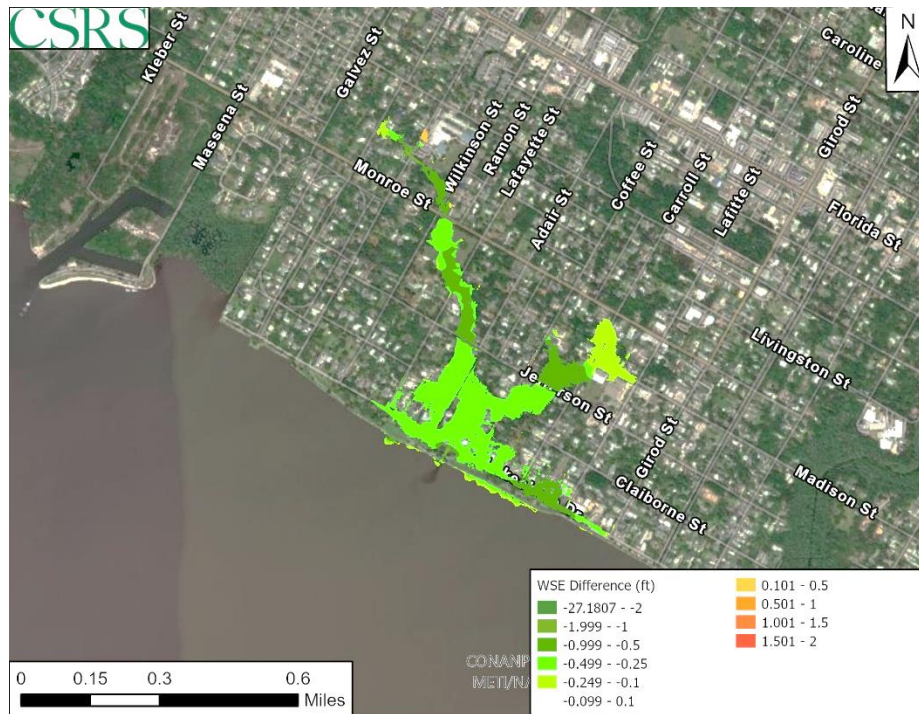 CSRS
N
Kleber St
Massena St
Galvez St
Caroline
Girod St
Wilkinson St
Ramon St
Lafayette St
Monroe St
Adair St
Coffee St
Carroll St
Lafitte St
Florida St
Livingston St
Jefferson St
Girod St
Claiborne St
Madison St
WSE Difference (ft)
-27.1807 - -2
-1.999 - -1
-0.999 - -0.5
-0.499 - -0.25
-0.249 - -0.1
-0.099 - 0.1
0.101 - 0.5
0.501 - 1
1.001 - 1.5
1.501 - 2
0 0.15 0.3 0.6
Miles